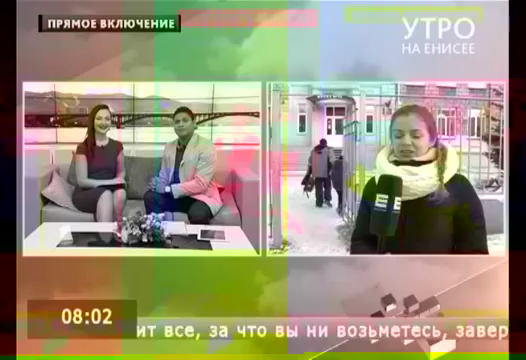 ПРЯМОЕ ВКЛЮЧЕНИЕ
УТРО
НА ЕНИСЕЕ
Е
08:02
ит все, за что вы ни возьметесь, завер